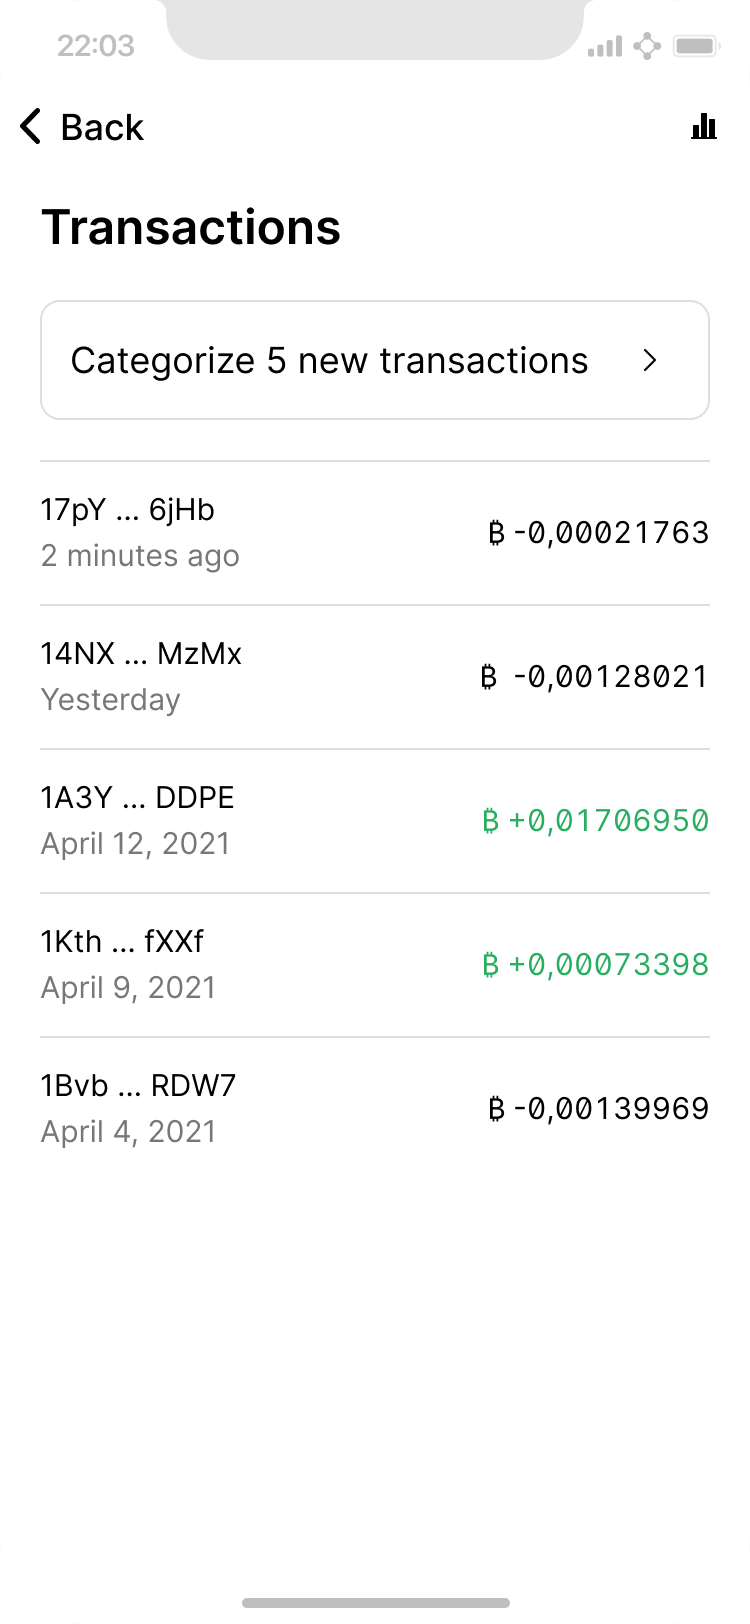 22:03
Back
Transactions
Categorize 5 new transactions
17pY ... 6jHb
₿ -0,00021763
2 minutes ago
14NX ... MzMx
₿ -0,00128021
Yesterday
1A3Y ... DDPE
₿ +0,01706950
April 12, 2021
1Kth ... fXXf
₿ +0,00073398
April 9, 2021
1Bvb ... RDW7
₿ -0,00139969
April 4, 2021